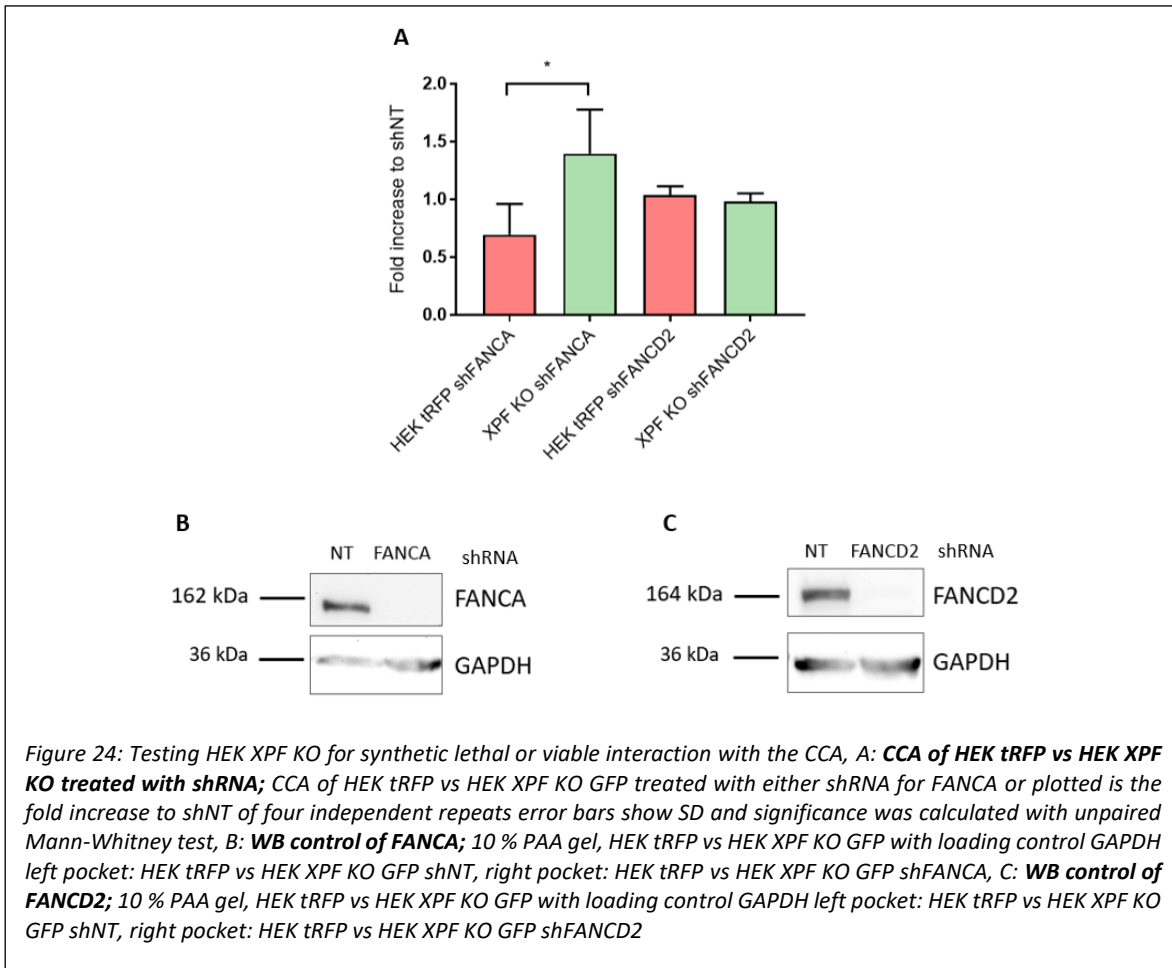 A
*
2.0
1.5
1.0
0.5
0.0
Fold increase to shNT
HEK tRFP shFANCA
XPF KO shFANCA
HEK tRFP shFANCD2
XPF KO shFANCD2
B
NT FANCA shRNA
162 kDa FANCA
36 kDa GAPDH
C
NT FANCD2 shRNA
164 kDa FANCD2
36 kDa GAPDH
Figure 24: Testing HEK XPF KO for synthetic lethal or viable interaction with the CCA, A: CCA of HEK tRFP vs HEK XPF
KO treated with shRNA; CCA of HEK tRFP vs HEK XPF KO GFP treated with either shRNA for FANCA or plotted is the
fold increase to shNT of four independent repeats error bars show SD and significance was calculated with unpaired
Mann-Whitney test, B: WB control of FANCA; 10 % PAA gel, HEK tRFP vs HEK XPF KO GFP with loading control GAPDH
left pocket: HEK tRFP vs HEK XPF KO GFP shNT, right pocket: HEK tRFP vs HEK XPF KO GFP shFANCA, C: WB control of
FANCD2; 10 % PAA gel, HEK tRFP vs HEK XPF KO GFP with loading control GAPDH left pocket: HEK tRFP vs HEK XPF KO
GFP shNT, right pocket: HEK tRFP vs HEK XPF KO GFP shFANCD2